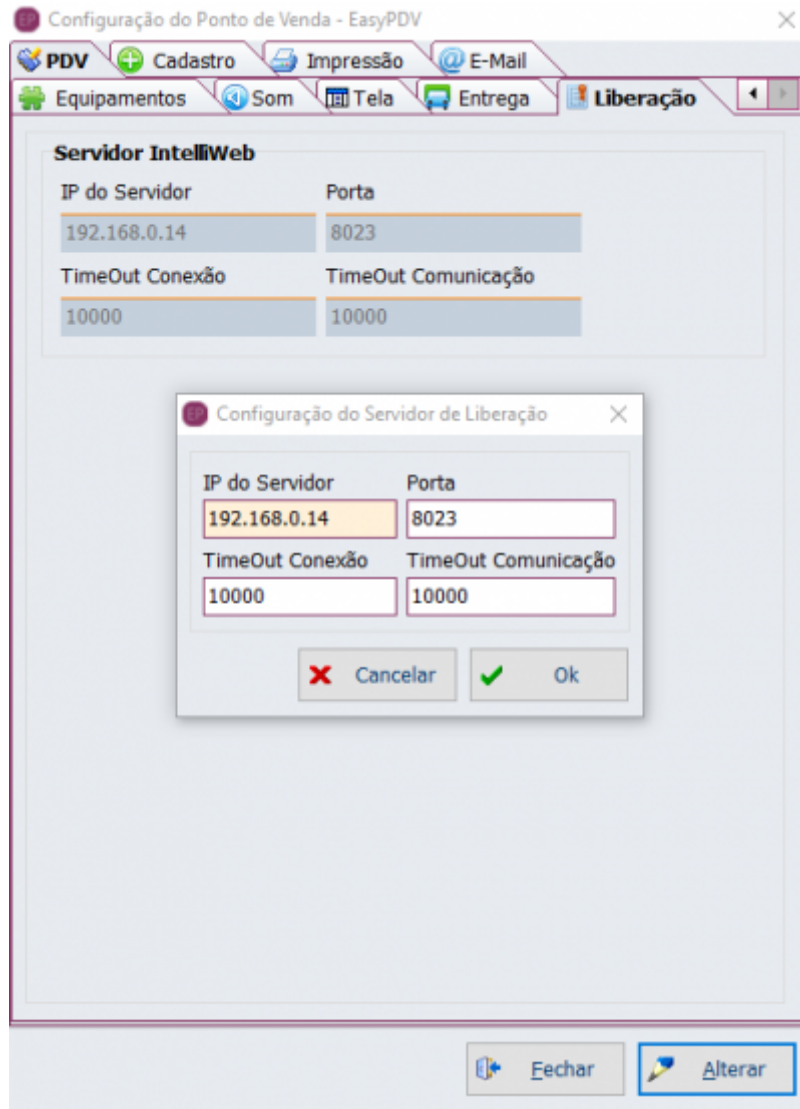 EP Configuração do Ponto de Venda - EasyPDV
PDV Cadastro Impressão @ E-Mail
Equipamentos Som Tela Entrega Liberação
Servidor IntelliWeb
IP do Servidor Porta
192.168.0.14 8023
TimeOut Conexão TimeOut Comunicação
10000 10000
EP Configuração do Servidor de Liberação
IP do Servidor Porta
192.168.0.14 8023
TimeOut Conexão TimeOut Comunicação
10000 10000
Cancelar Ok
Fechar Alterar